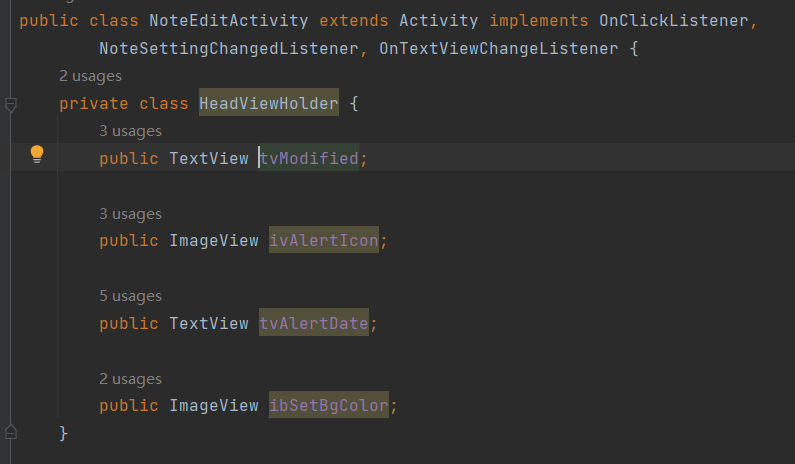 public class NoteEditActivity extends Activity implements OnClickListener,
NoteSettingChangedListener, OnTextViewChangeListener {
2 usages
private class HeadViewHolder {
3 usages
public TextView tvModified;
3 usages
public ImageView ivAlertIcon;
5 usages
public TextView tvAlertDate;
2 usages
public ImageView ibSetBgColor;
}